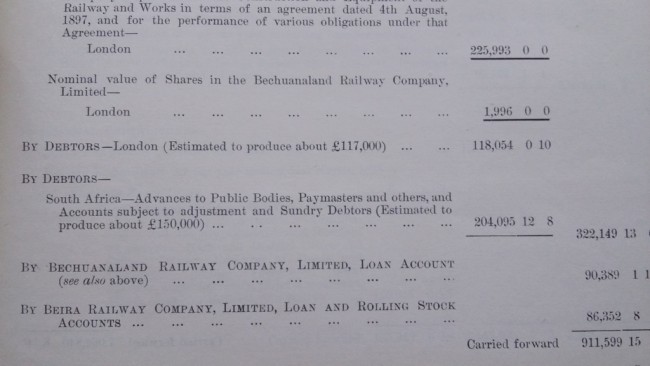 Railway and Works in terms of an agreement dated 4th August,
1897, and for the performance of various obligations under that
Agreement—
London ... ... ... ... ... ... ... 225,993 0 0
Nominal value of Shares in the Bechuanaland Railway Company,
Limited—
London ... ... ... ... ... ... ... 1,996 0 0
BY DEBTORS—London (Estimated to produce about £117,000) ... ... 118,054 0 10
BY DEBTORS—
South Africa—Advances to Public Bodies, Paymasters and others, and
Accounts subject to adjustment and Sundry Debtors (Estimated to
produce about £150,000) ... .. ... ... ... ... ... 204,095 12 8
322,149 13
BY BECHUANALAND RAILWAY COMPANY, LIMITED, LOAN ACCOUNT
(see also above) ... ... ... ... ... ... ... 90,389 1
BY BEIRA RAILWAY COMPANY, LIMITED, LOAN AND ROLLING STOCK
ACCOUNTS ... ... ... ... ... ... ... ... 86,352 8
Carried forward 911,599 15